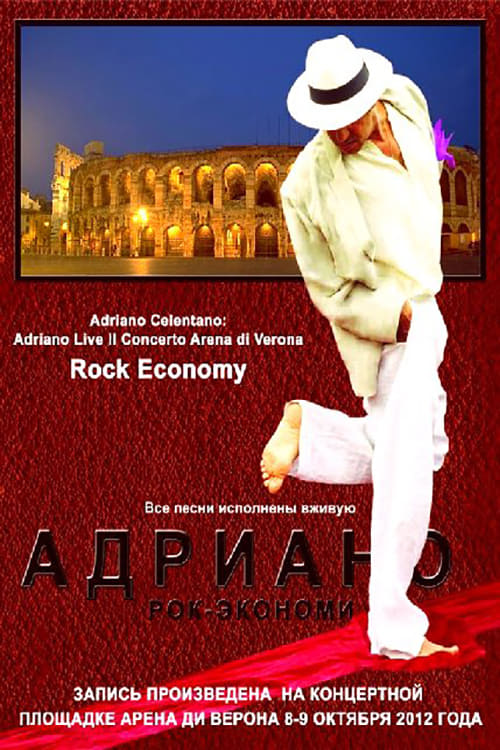 Adriano Celentano:
Adriano Live Il Concerto Arena di Verona
Rock Economy
Все песни исполнены вживую
АДРИАНО
РОК-ЭКОНОМИ
ЗАПИСЬ ПРОИЗВЕДЕНА НА КОНЦЕРТНОЙ
ПЛОЩАДКЕ АРЕНА ДИ ВЕРОНА 8-9 ОКТЯБРЯ 2012 ГОДА